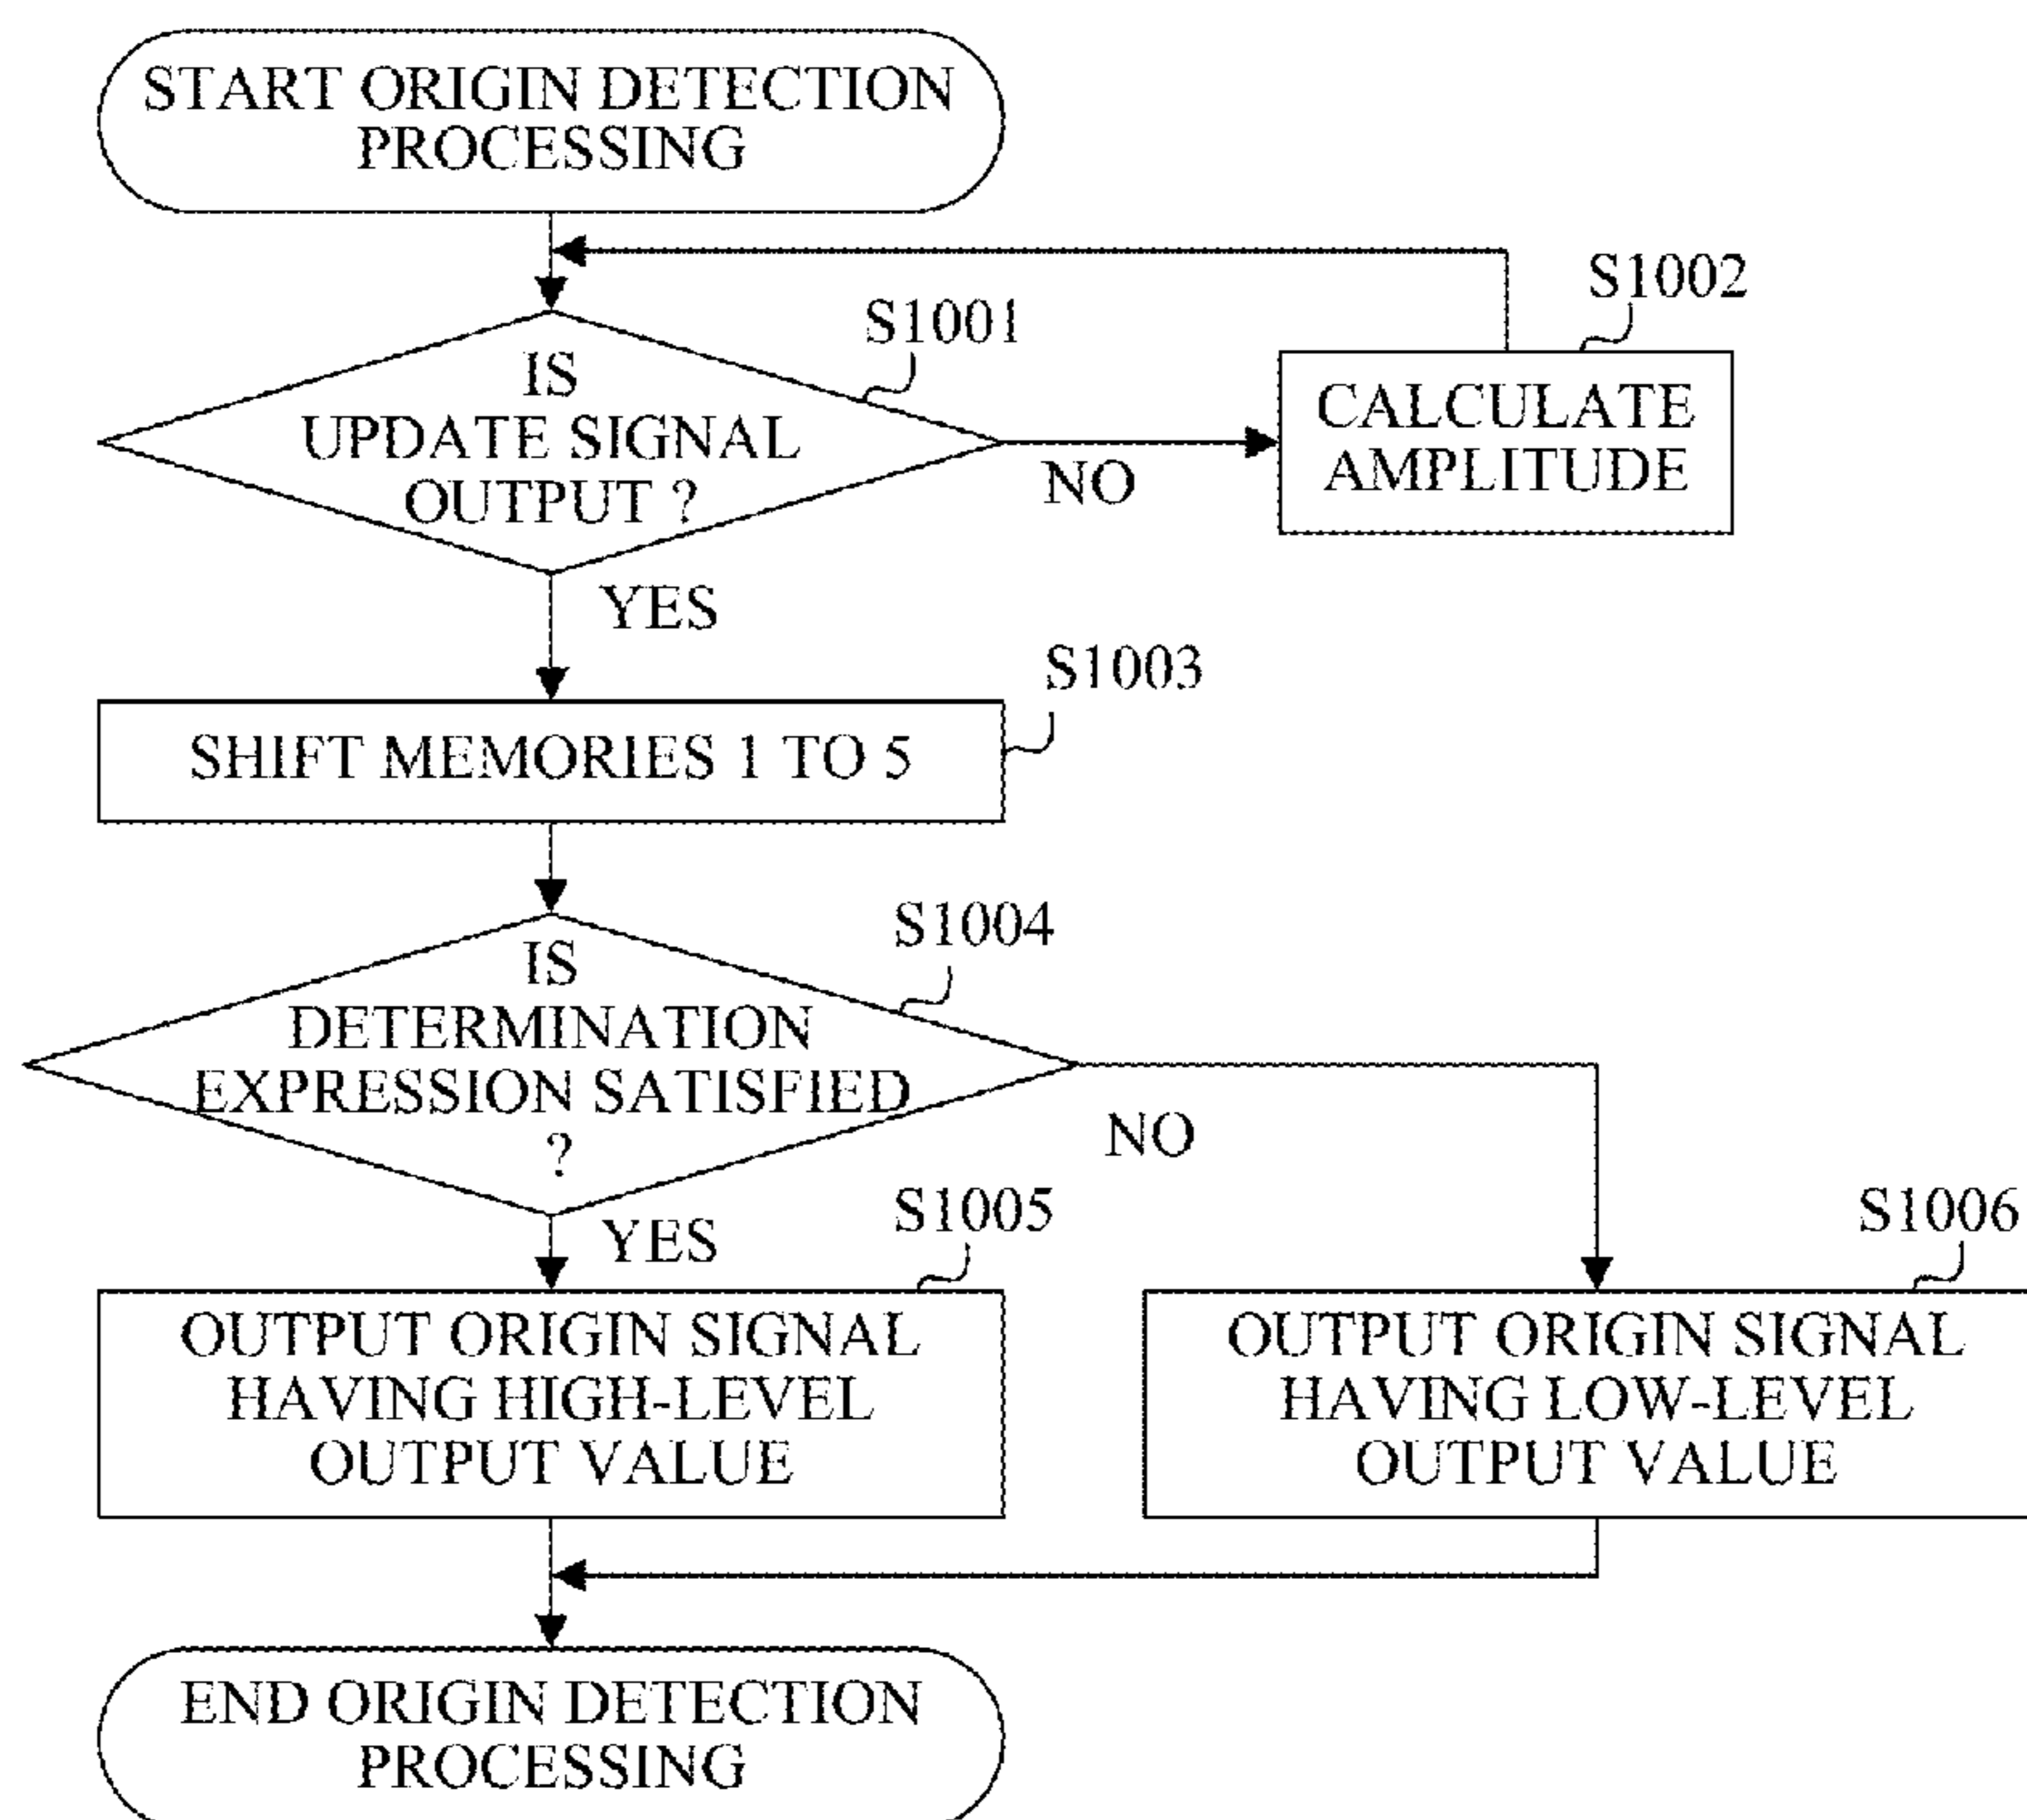 START ORIGIN DETECTION
PROCESSING
S1002
S1001
IS
UPDATE SIGNAL
OUTPUT ?
NO
CALCULATE
AMPLITUDE
YES
S1003
SHIFT MEMORIES 1 TO 5
S1004
IS
DETERMINATION
EXPRESSION SATISFIED
?
NO
YES
S1005
S1006
OUTPUT ORIGIN SIGNAL
HAVING HIGH-LEVEL
OUTPUT VALUE
OUTPUT ORIGIN SIGNAL
HAVING LOW-LEVEL
OUTPUT VALUE
END ORIGIN DETECTION
PROCESSING